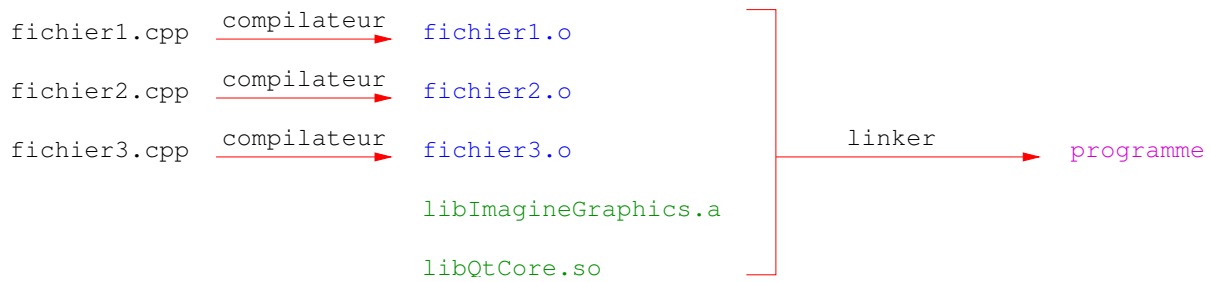 fichier1.cpp compilateur fichier1.o
fichier2.cpp compilateur fichier2.o
fichier3.cpp compilateur fichier3.o linker programme
libImagineGraphics.a
libQtCore.so